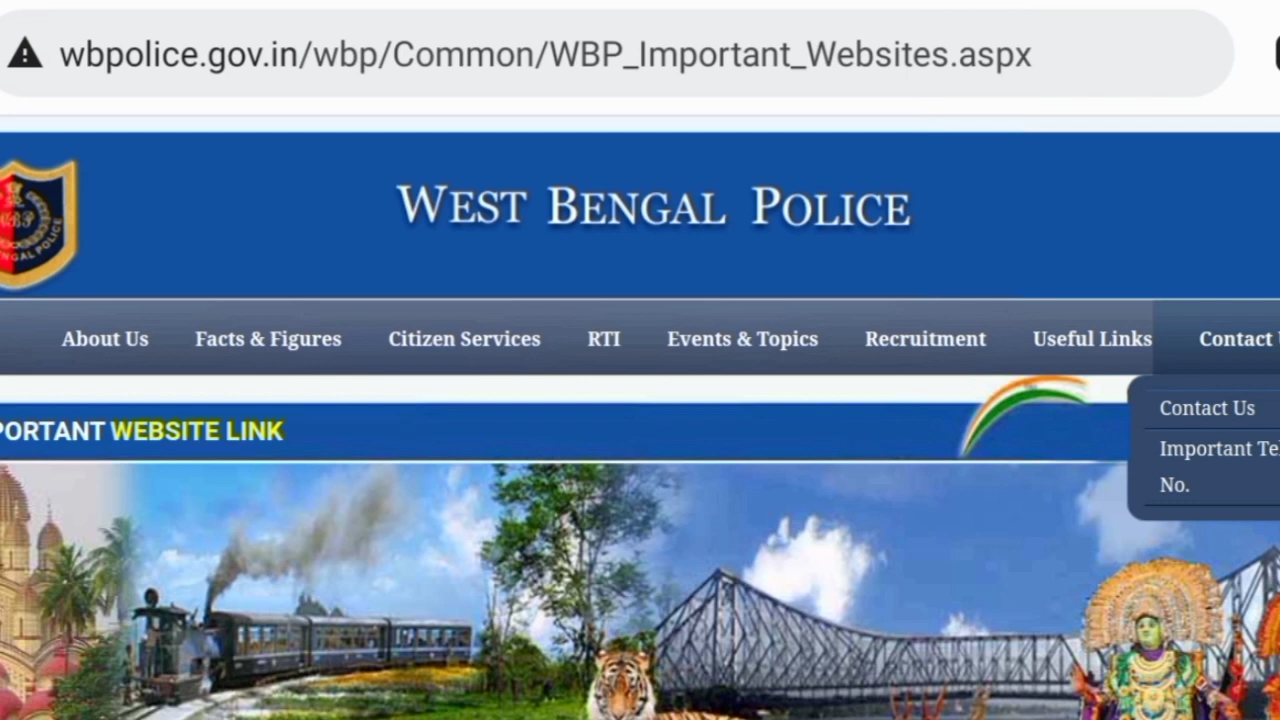 wbpolice.gov.in/wbp/Common/WBP_Important_Websites.aspx
WEST BENGAL POLICE
About Us Facts & Figures Citizen Services RTI Events & Topics Recruitment Useful Links Contact
PORTANT WEBSITE LINK
Contact Us
Important Tel
No.